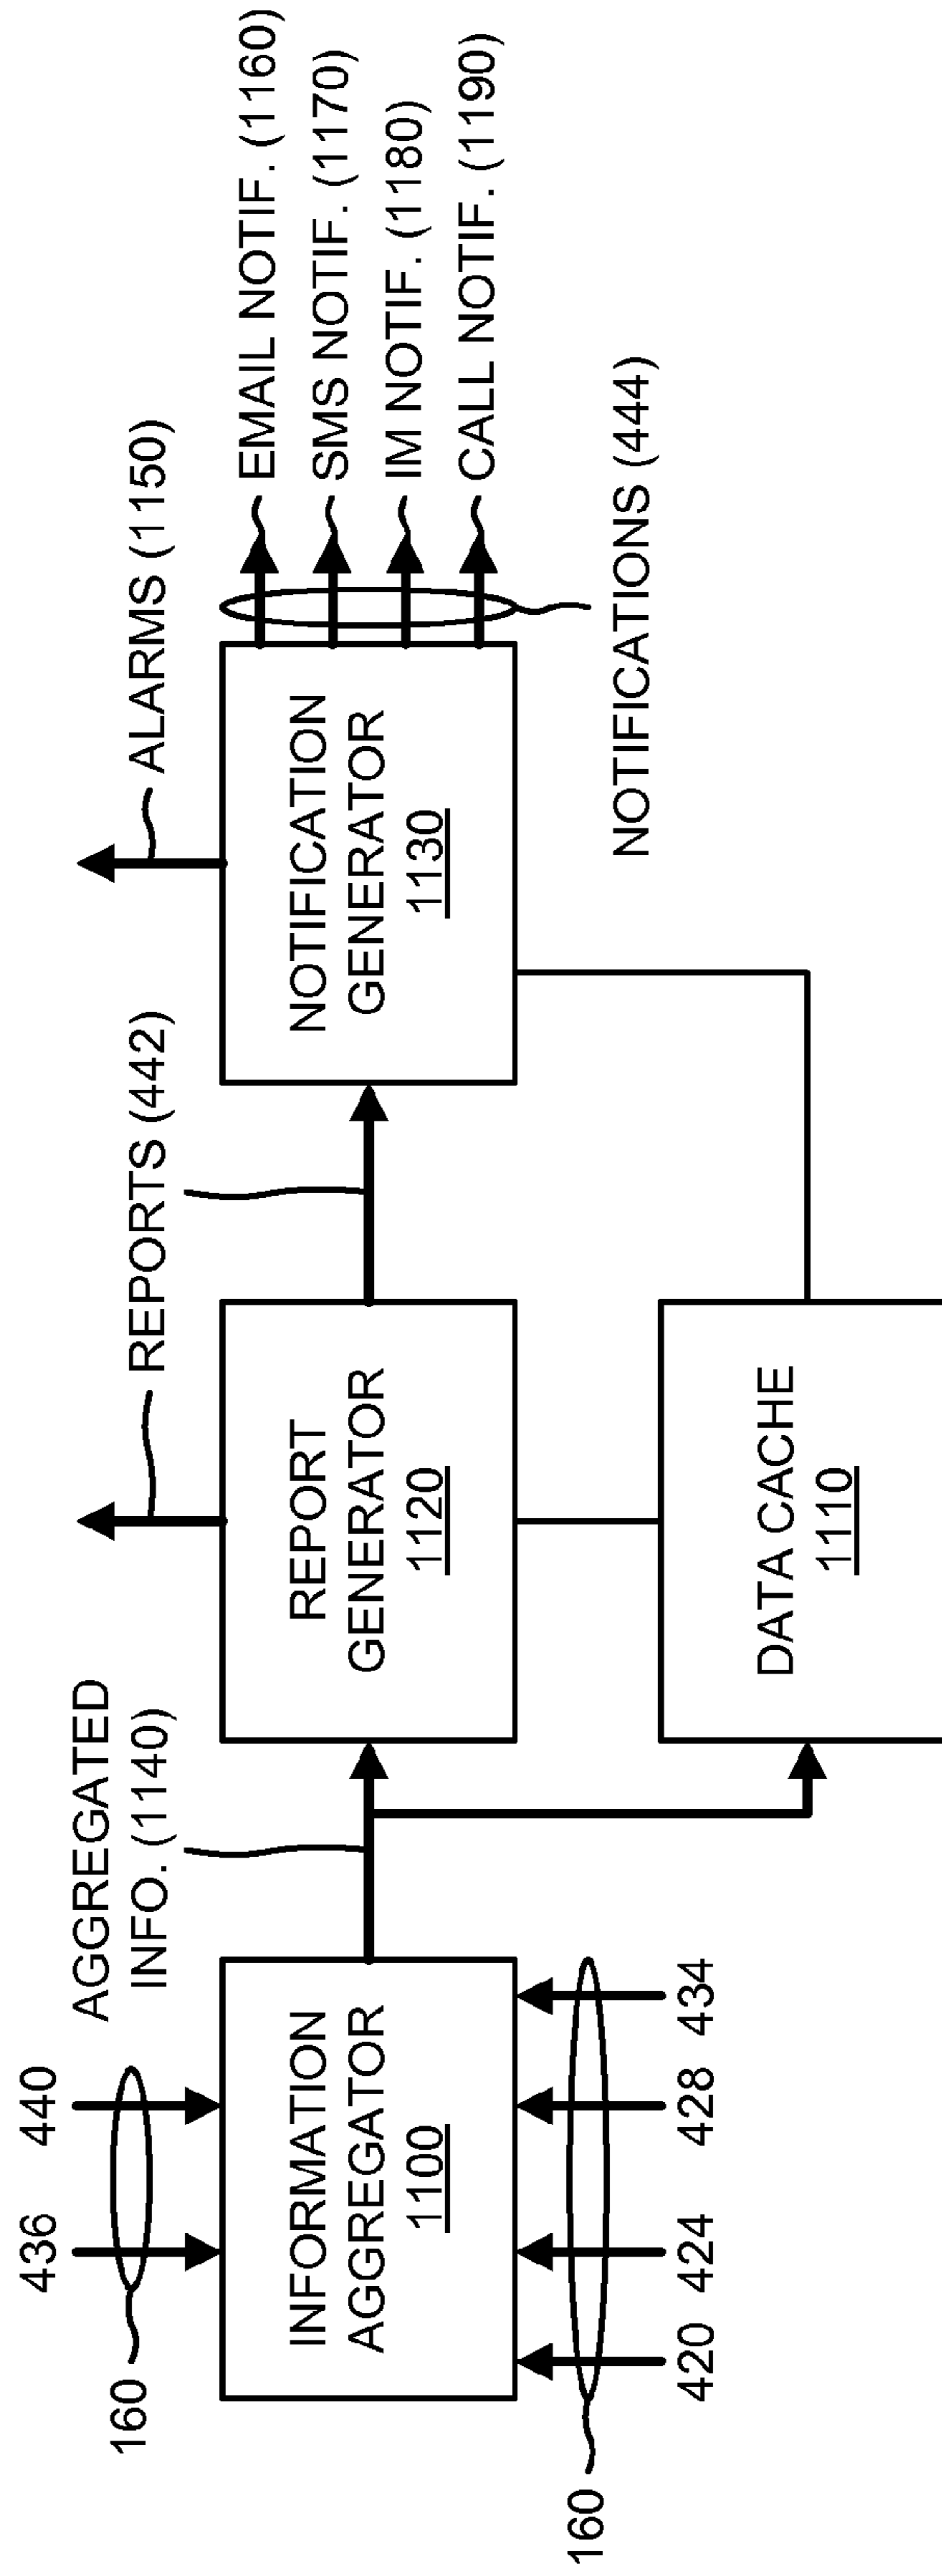 436
440
160
AGGREGATED
INFO. (1140)
REPORTS (442)
ALARMS (1150)
INFORMATION
AGGREGATOR
1100
REPORT
GENERATOR
1120
NOTIFICATION
GENERATOR
1130
EMAIL NOTIF. (1160)
SMS NOTIF. (1170)
IM NOTIF. (1180)
CALL NOTIF. (1190)
NOTIFICATIONS (444)
160
420
424
428
434
DATA CACHE
1110